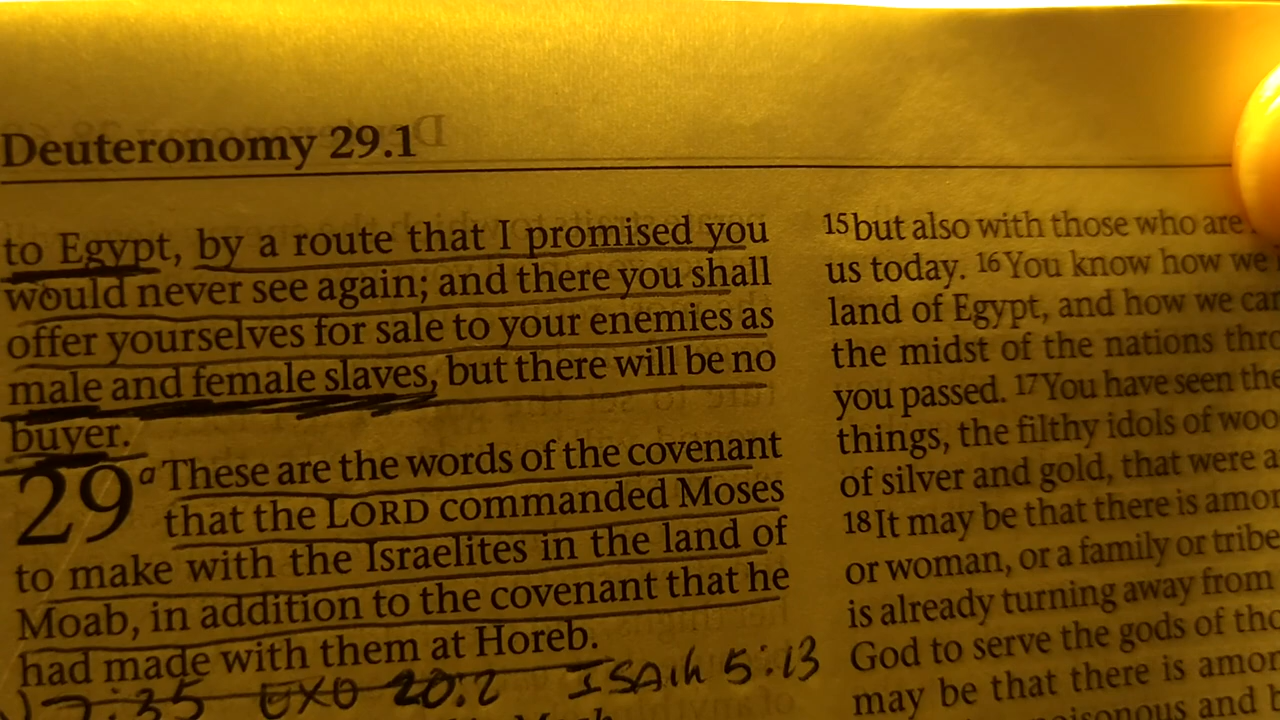 Deuteronomy 29.1
to Egypt, by a route that I promised you
would never see again; and there you shall
offer yourselves for sale to your enemies as
male and female slaves, but there will be no
buyer.
29 a These are the words of the covenant
that the LORD commanded Moses
to make with the Israelites in the land of
Moab, in addition to the covenant that he
had made with them at Horeb.
7:35 EXO 20:2 ISAIh 5:13
15 but also with those who are
us today. 16 You know how we
land of Egypt, and how we
the midst of the nations
you passed. 17 You have seen
things, the filthy idols of
of silver and gold, that were
18 It may be that there is
or woman, or a family or tribe
is already turning away from
God to serve the gods of
may be that there is